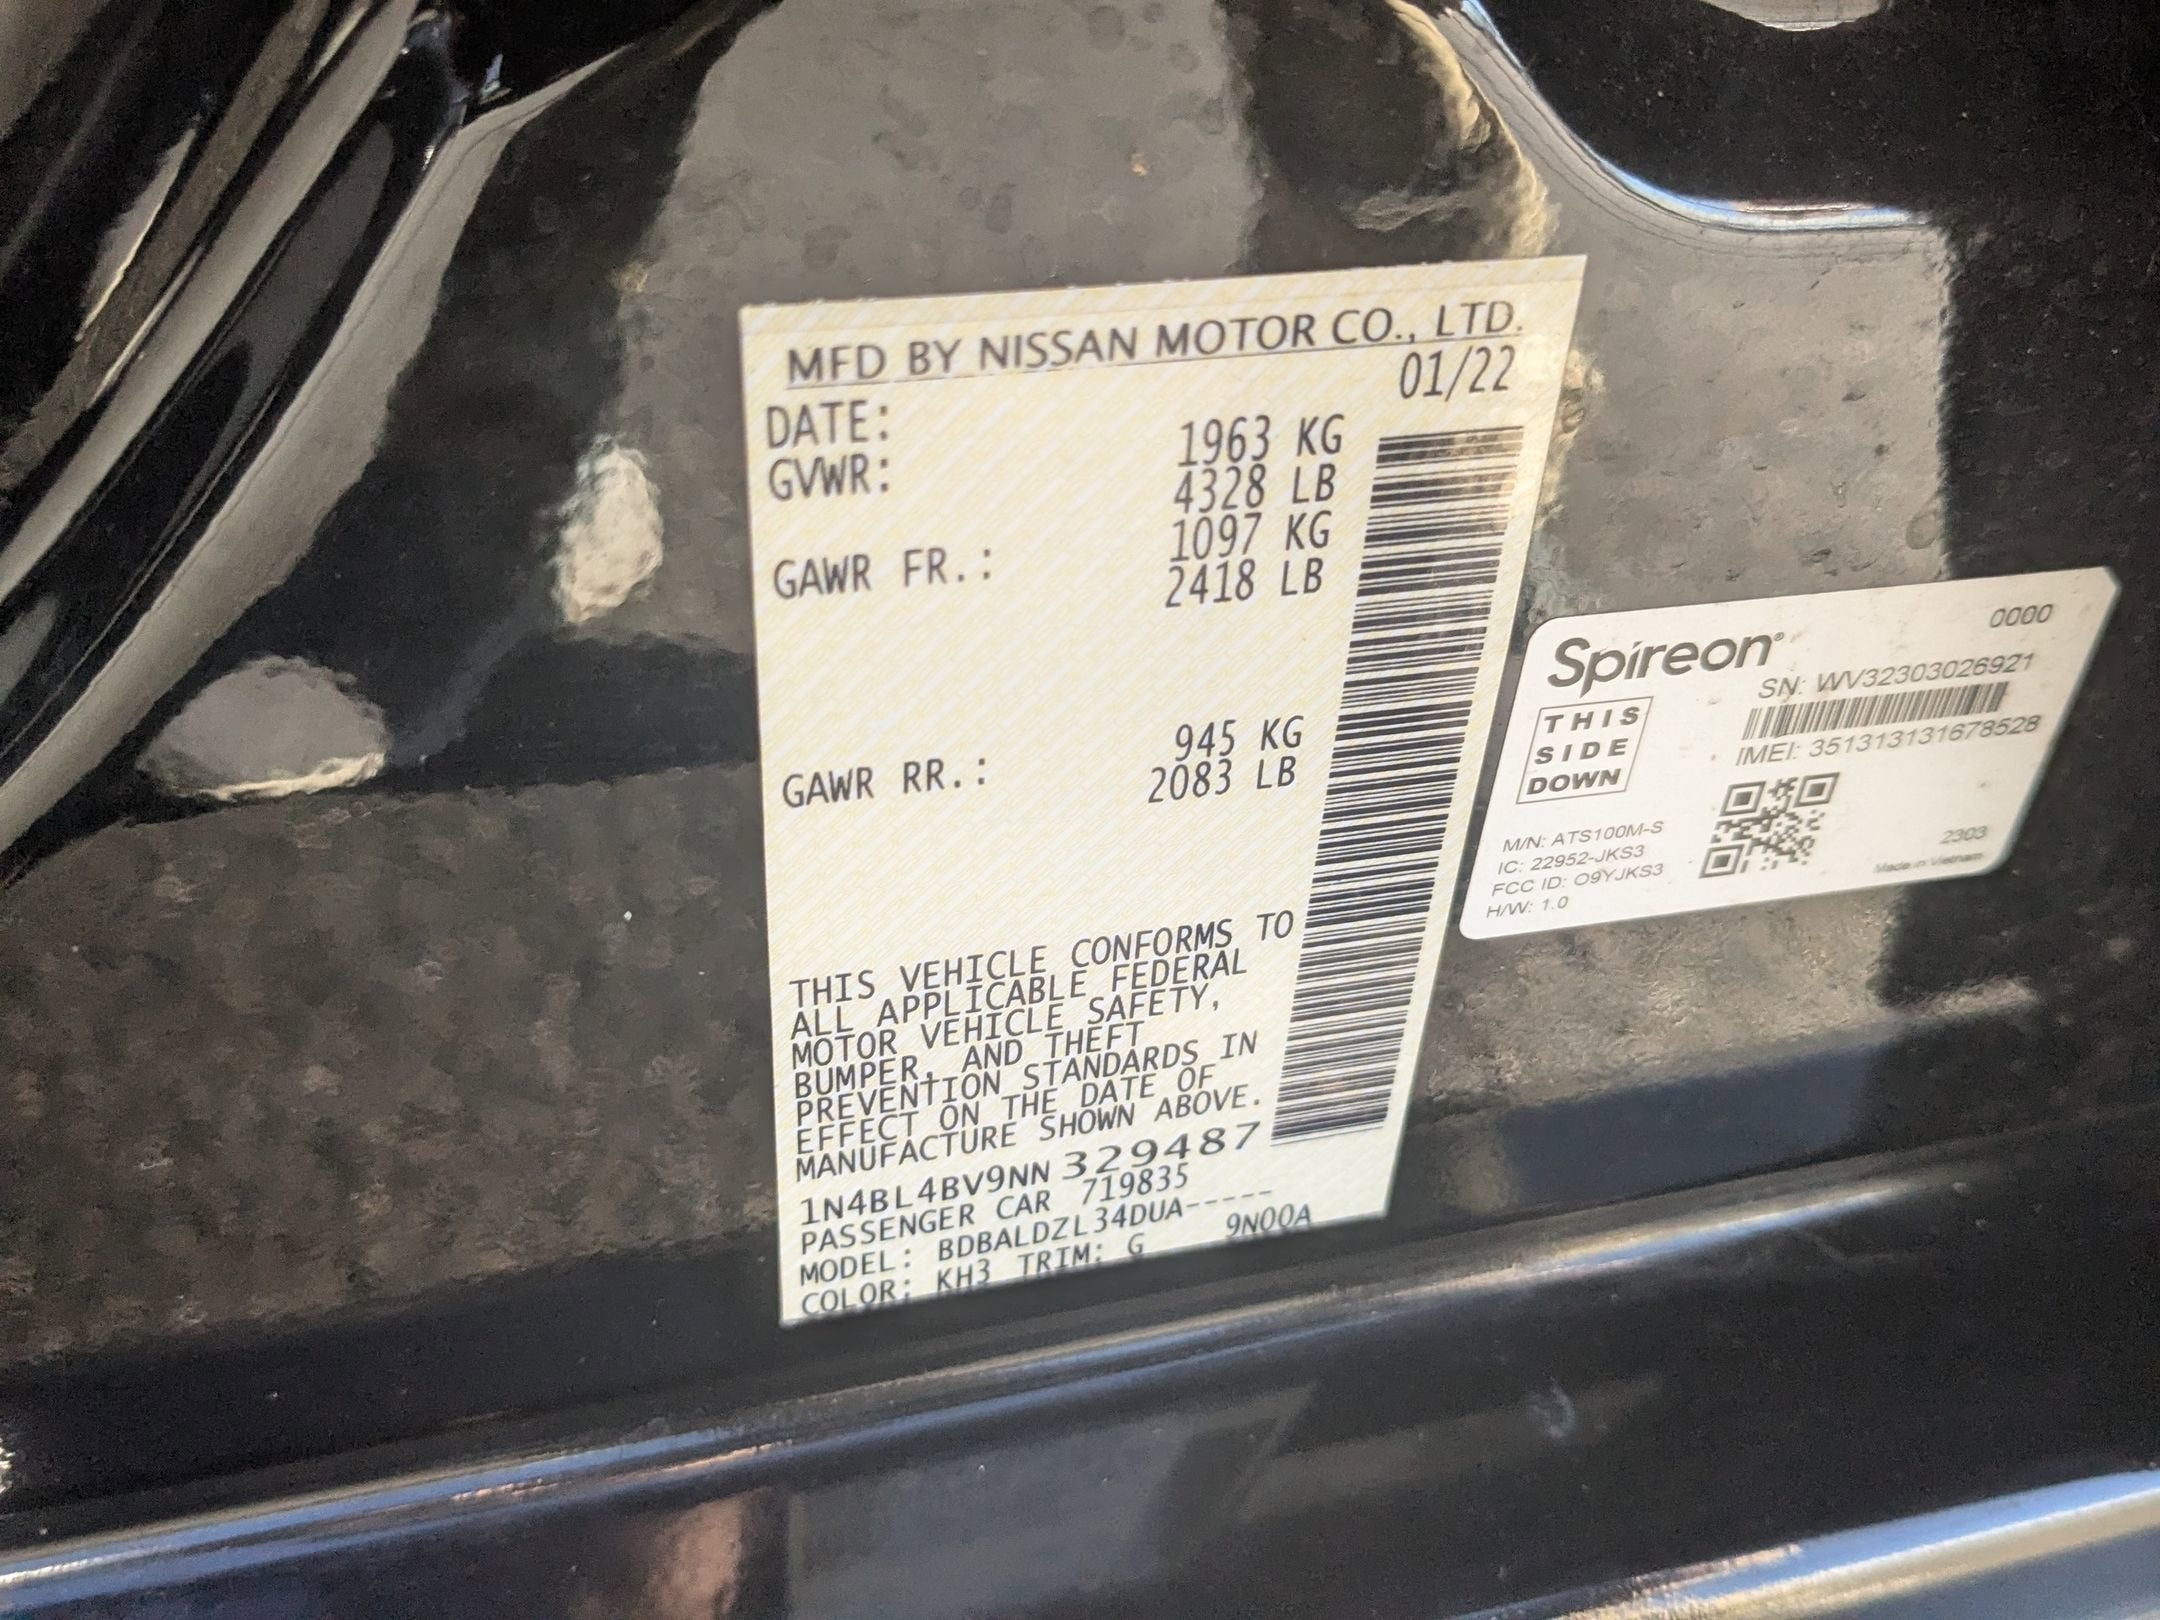 MFD BY NISSAN MOTOR CO., LTD.
DATE: 01/22
GVWR: 1963 KG
4328 LB
GAWR FR.: 1097 KG
2418 LB
GAWR RR.: 945 KG
2083 LB
THIS VEHICLE CONFORMS TO
ALL APPLICABLE FEDERAL
MOTOR VEHICLE SAFETY,
BUMPER, AND THEFT
PREVENTION STANDARDS IN
EFFECT ON THE DATE OF
MANUFACTURE SHOWN ABOVE.
1N4BL4BV9NN 329487
PASSENGER CAR 719835
MODEL: BDBALDZL34DUA-----
COLOR: KH3 TRIM: G 9N00A
Spireon®
0000
SN: WV32303026921
IMEI: 351313131678528
THIS
SIDE
DOWN
M/N: ATS100M-S
IC: 22952-JKS3
FCC ID: O9YJKS3
H/W: 1.0
2303
Made in Vietnam